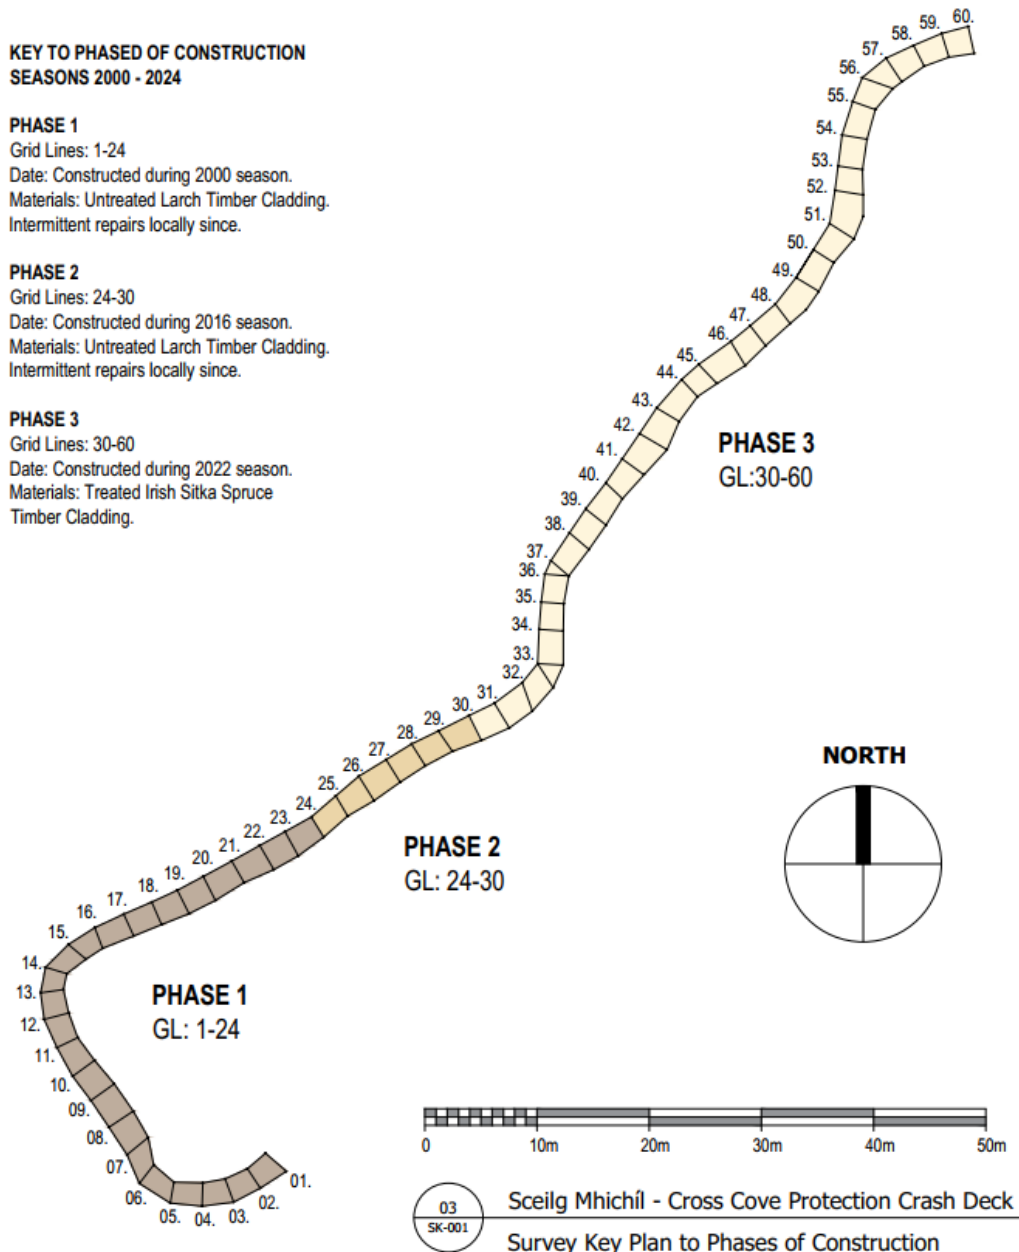 KEY TO PHASED OF CONSTRUCTION
SEASONS 2000 - 2024
PHASE 1
Grid Lines: 1-24
Date: Constructed during 2000 season.
Materials: Untreated Larch Timber Cladding.
Intermittent repairs locally since.
PHASE 2
Grid Lines: 24-30
Date: Constructed during 2016 season.
Materials: Untreated Larch Timber Cladding.
Intermittent repairs locally since.
PHASE 3
Grid Lines: 30-60
Date: Constructed during 2022 season.
Materials: Treated Irish Sitka Spruce
Timber Cladding.
60.
59.
58.
57.
56.
55.
54.
53.
52.
51.
50.
49.
48.
47.
46.
45.
44.
43.
42.
41.
40.
39.
38.
37.
36.
35.
34.
33.
32.
31.
30.
29.
28.
27.
26.
25.
24.
23.
22.
21.
20.
19.
18.
17.
16.
15.
14.
13.
12.
11.
10.
09.
08.
07.
06.
05.
04.
03.
02.
01.
PHASE 3
GL:30-60
NORTH
PHASE 2
GL: 24-30
PHASE 1
GL: 1-24
0 10m 20m 30m 40m 50m
03
SK-001
Sceilg Mhichíl - Cross Cove Protection Crash Deck
Survey Key Plan to Phases of Construction